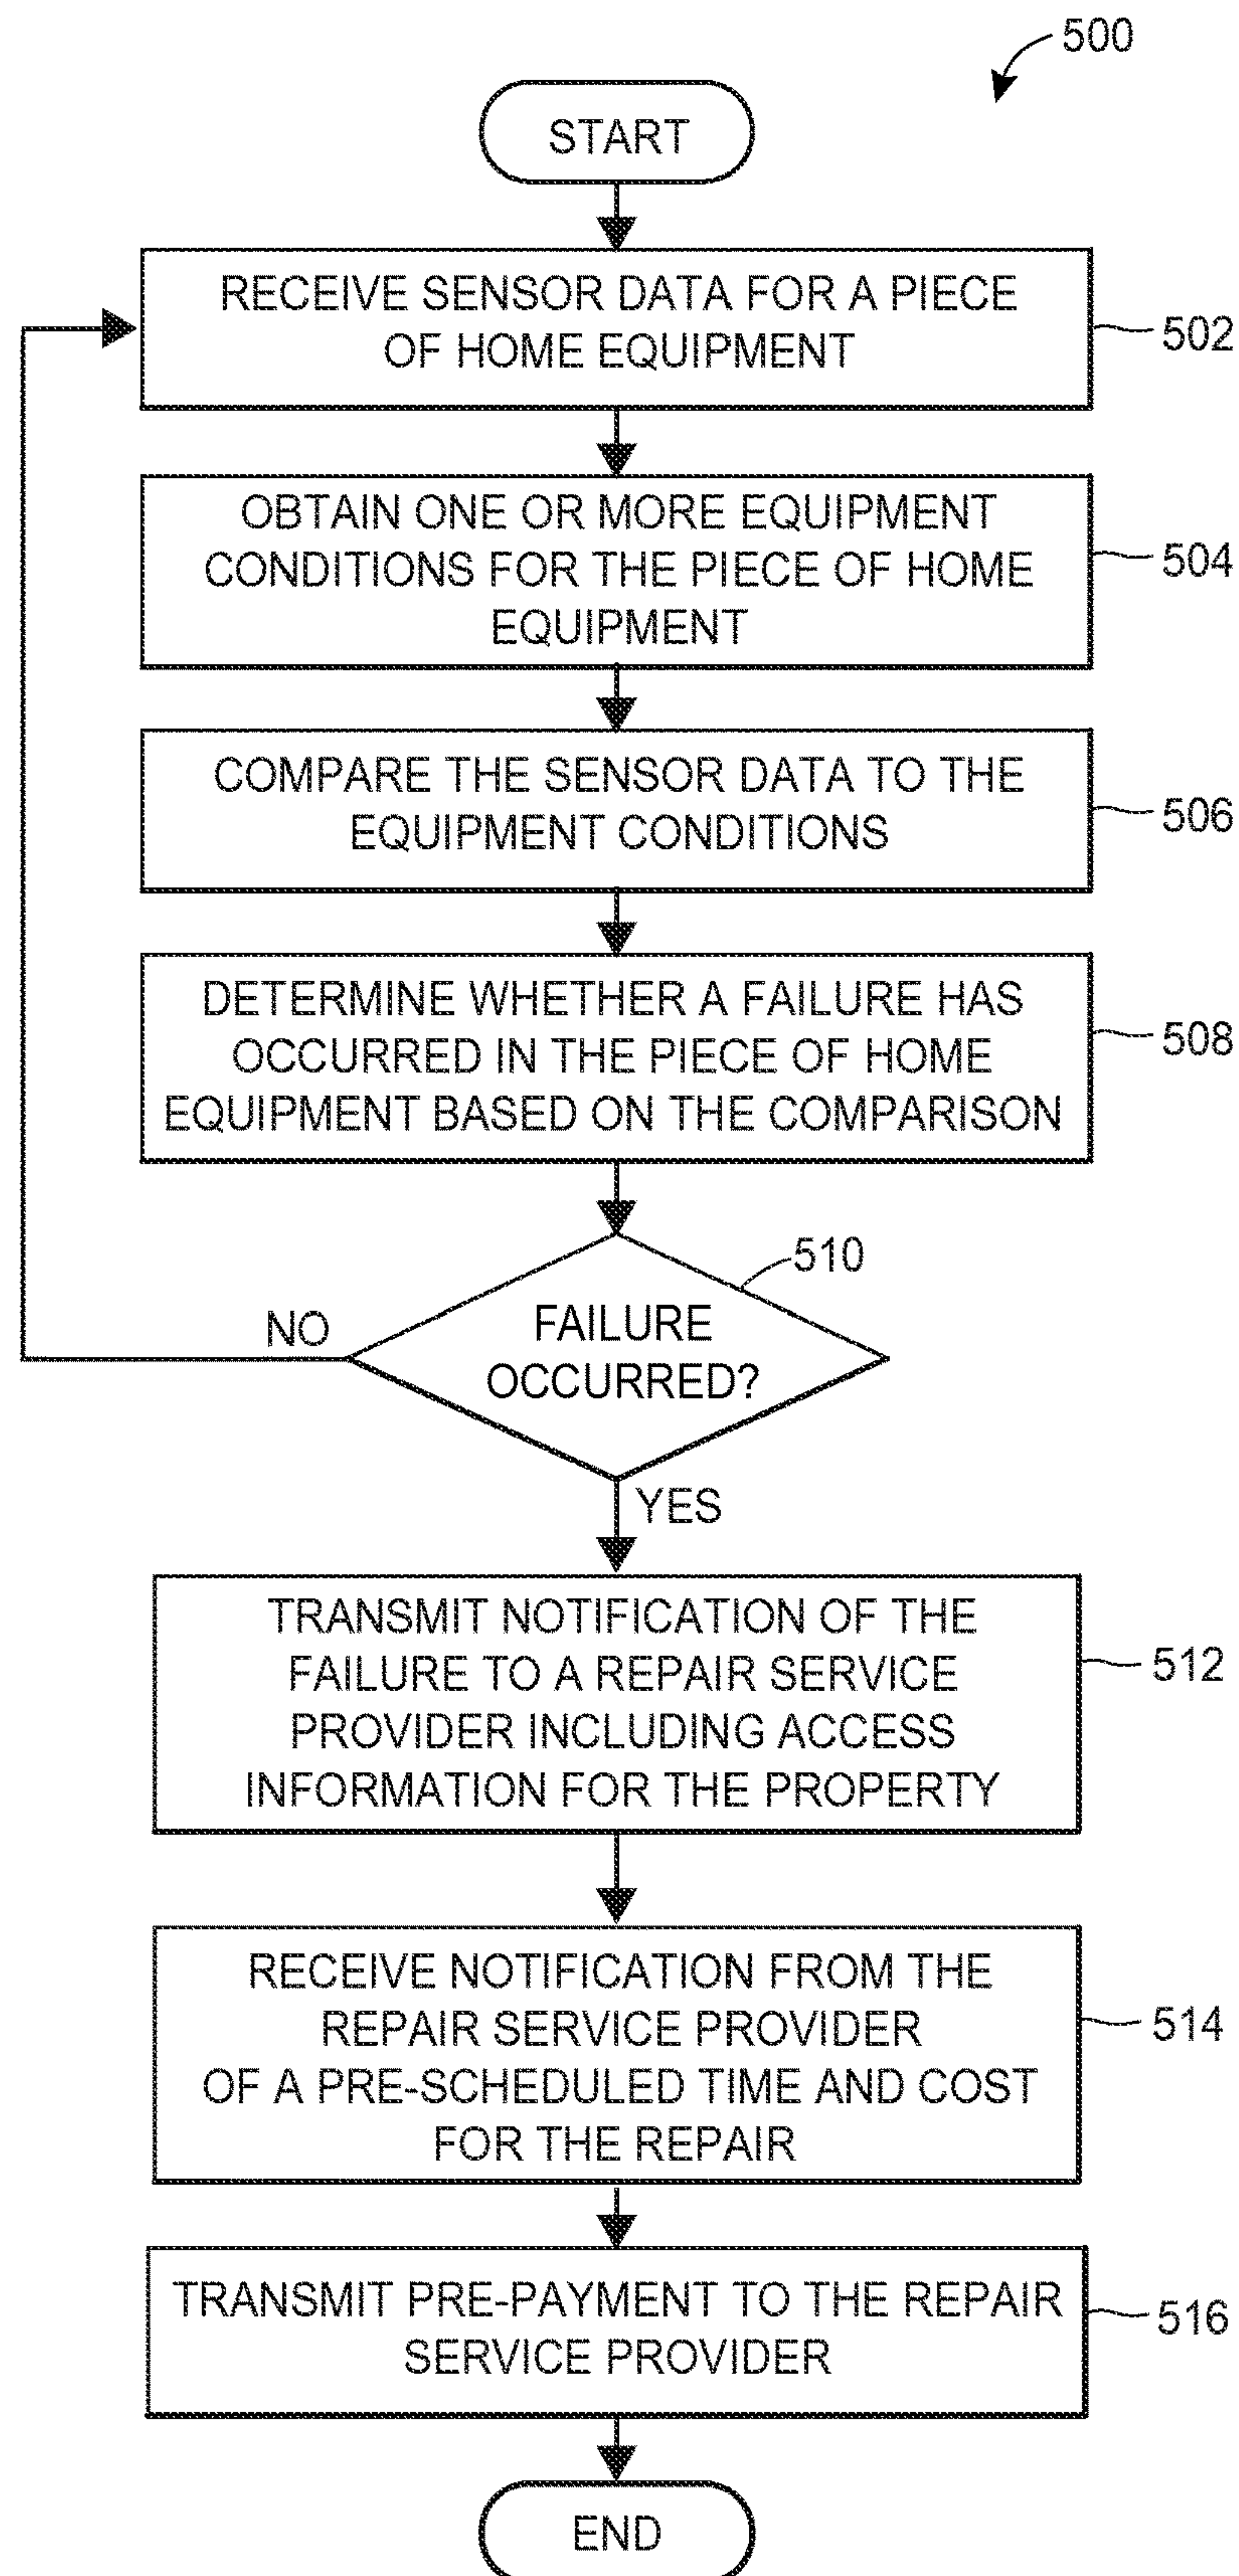 500
START
RECEIVE SENSOR DATA FOR A PIECE
OF HOME EQUIPMENT
502
OBTAIN ONE OR MORE EQUIPMENT
CONDITIONS FOR THE PIECE OF HOME
EQUIPMENT
504
COMPARE THE SENSOR DATA TO THE
EQUIPMENT CONDITIONS
506
DETERMINE WHETHER A FAILURE HAS
OCCURRED IN THE PIECE OF HOME
EQUIPMENT BASED ON THE COMPARISON
508
510
FAILURE
OCCURRED?
NO
YES
TRANSMIT NOTIFICATION OF THE
FAILURE TO A REPAIR SERVICE
PROVIDER INCLUDING ACCESS
INFORMATION FOR THE PROPERTY
512
RECEIVE NOTIFICATION FROM THE
REPAIR SERVICE PROVIDER
OF A PRE-SCHEDULED TIME AND COST
FOR THE REPAIR
514
TRANSMIT PRE-PAYMENT TO THE REPAIR
SERVICE PROVIDER
516
END